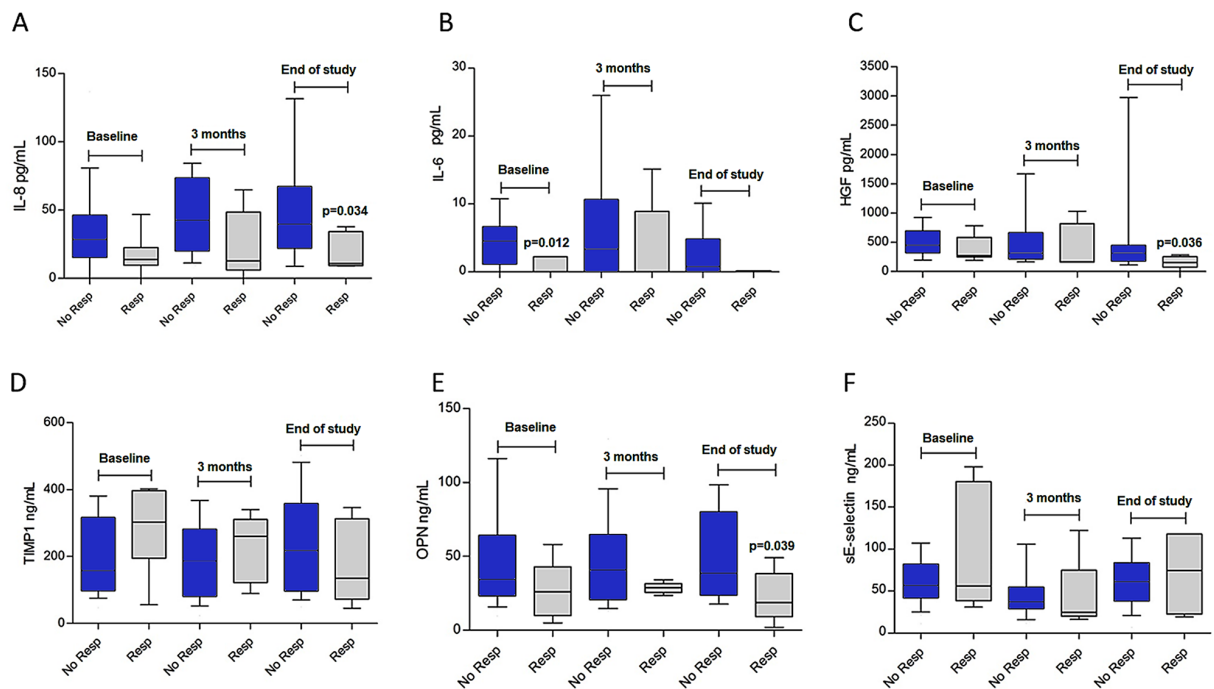 A
B
C
150
100
50
0
IL-8 pg/mL
Baseline
3 months
End of study
p=0.034
No Resp
Resp
No Resp
Resp
No Resp
Resp
30
20
10
0
IL-6 pg/mL
Baseline
3 months
End of study
p=0.012
No Resp
Resp
No Resp
Resp
No Resp
Resp
3500
3000
2500
2000
1500
1000
500
0
HGF pg/mL
Baseline
3 months
End of study
p=0.036
No Resp
Resp
No Resp
Resp
No Resp
Resp
D
E
F
600
400
200
0
TIMP1 ng/mL
Baseline
3 months
End of study
No Resp
Resp
No Resp
Resp
No Resp
Resp
150
100
50
0
OPN ng/mL
Baseline
3 months
End of study
p=0.039
No Resp
Resp
No Resp
Resp
No Resp
Resp
250
200
150
100
50
0
sE-selectin ng/mL
Baseline
3 months
End of study
No Resp
Resp
No Resp
Resp
No Resp
Resp